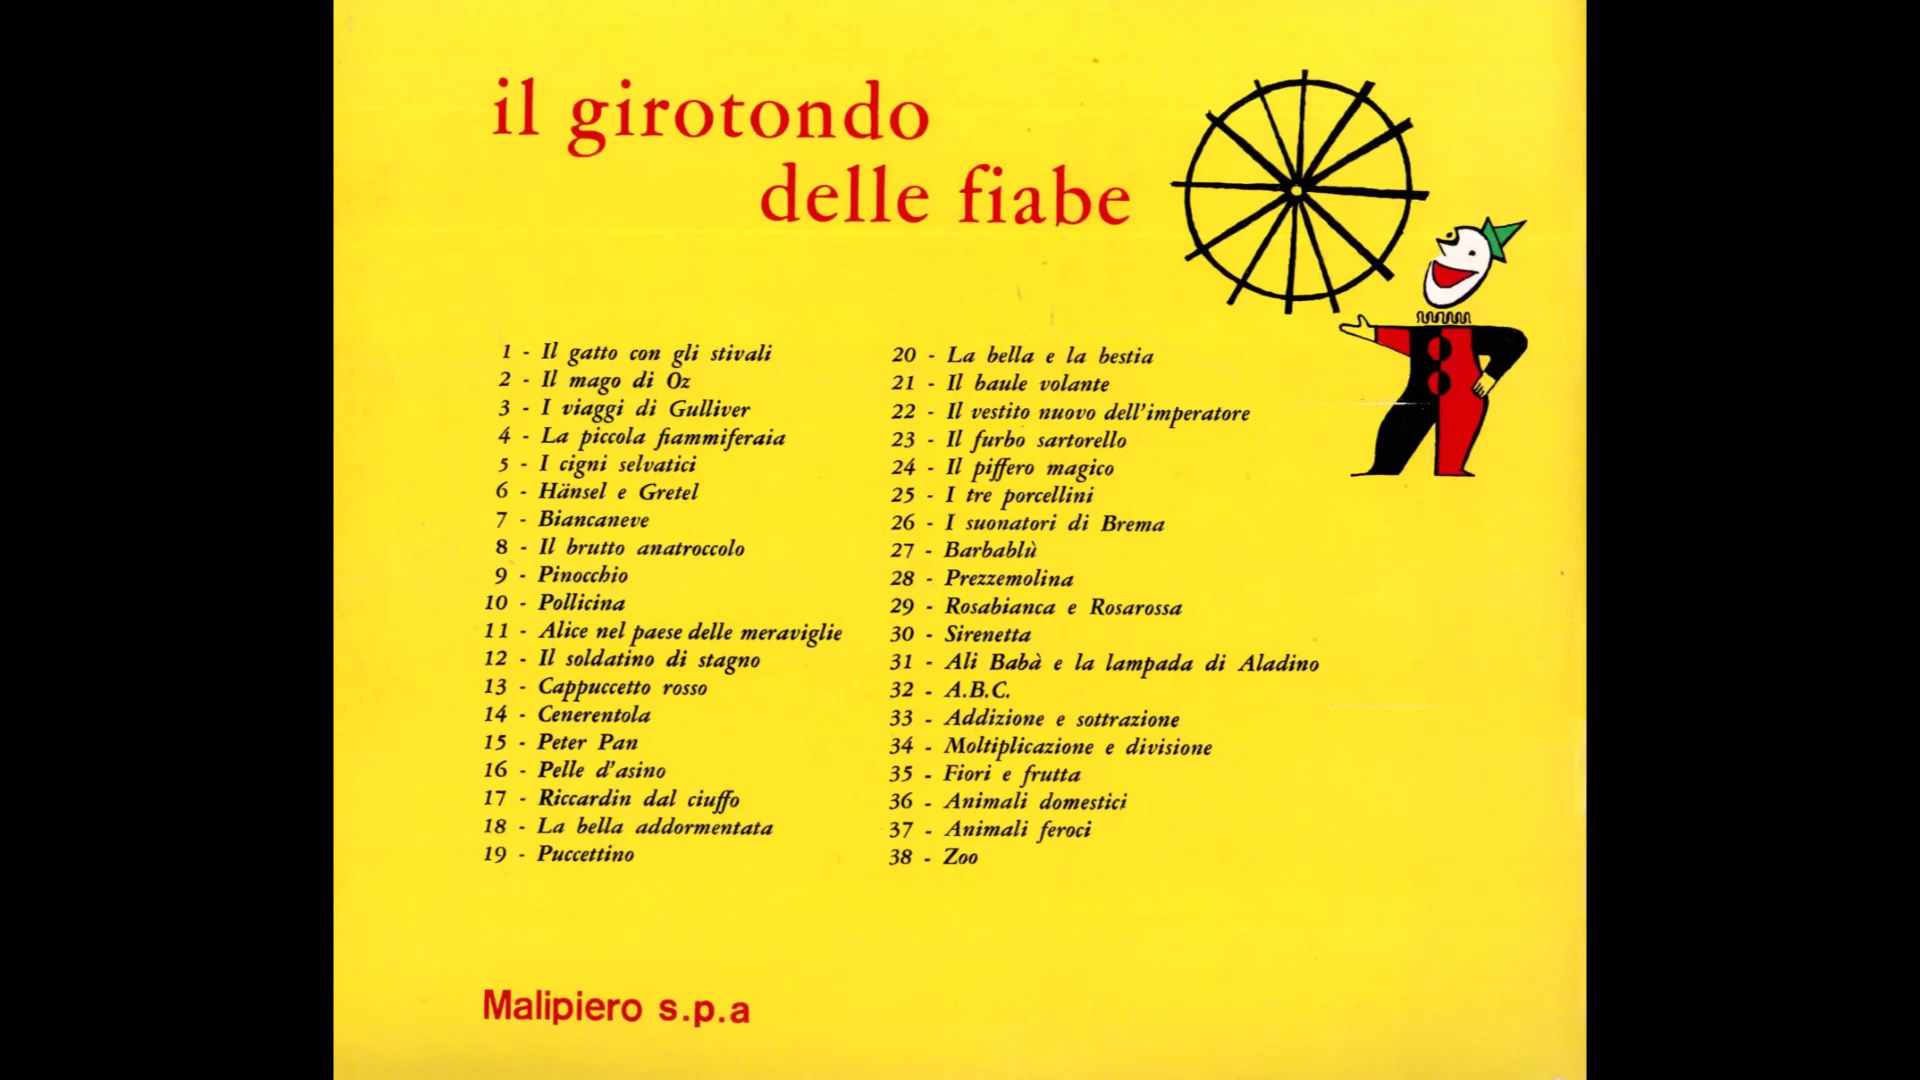 il girotondo
delle fiabe
1 - Il gatto con gli stivali
2 - Il mago di Oz
3 - I viaggi di Gulliver
4 - La piccola fiammiferaia
5 - I cigni selvatici
6 - Hänsel e Gretel
7 - Biancaneve
8 - Il brutto anatroccolo
9 - Pinocchio
10 - Pollicina
11 - Alice nel paese delle meraviglie
12 - Il soldatino di stagno
13 - Cappuccetto rosso
14 - Cenerentola
15 - Peter Pan
16 - Pelle d'asino
17 - Riccardin dal ciuffo
18 - La bella addormentata
19 - Puccettino
20 - La bella e la bestia
21 - Il baule volante
22 - Il vestito nuovo dell'imperatore
23 - Il furbo sartorello
24 - Il piffero magico
25 - I tre porcellini
26 - I suonatori di Brema
27 - Barbablù
28 - Prezzemolina
29 - Rosabianca e Rosarossa
30 - Sirenetta
31 - Ali Babà e la lampada di Aladino
32 - A.B.C.
33 - Addizione e sottrazione
34 - Moltiplicazione e divisione
35 - Fiori e frutta
36 - Animali domestici
37 - Animali feroci
38 - Zoo
Malipiero s.p.a